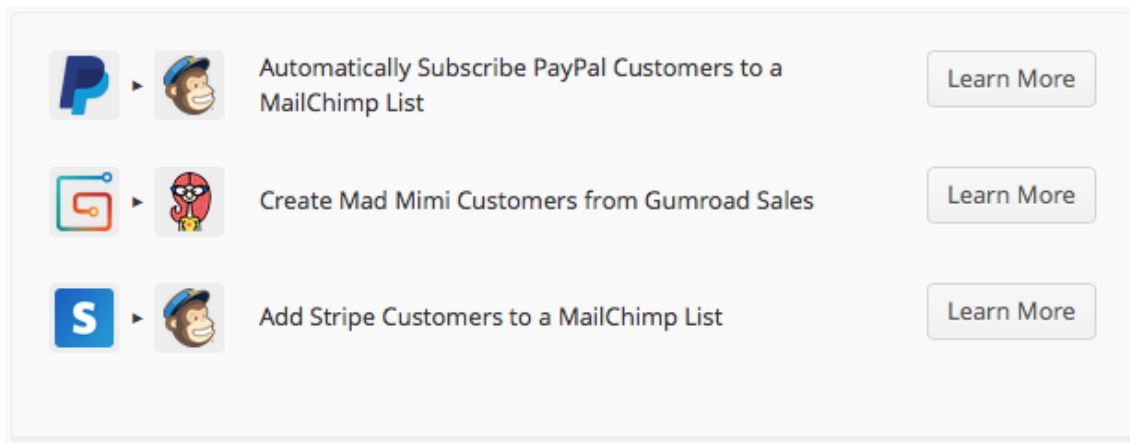 Automatically Subscribe PayPal Customers to a
MailChimp List
Learn More
Create Mad Mimi Customers from Gumroad Sales
Learn More
S
Add Stripe Customers to a MailChimp List
Learn More